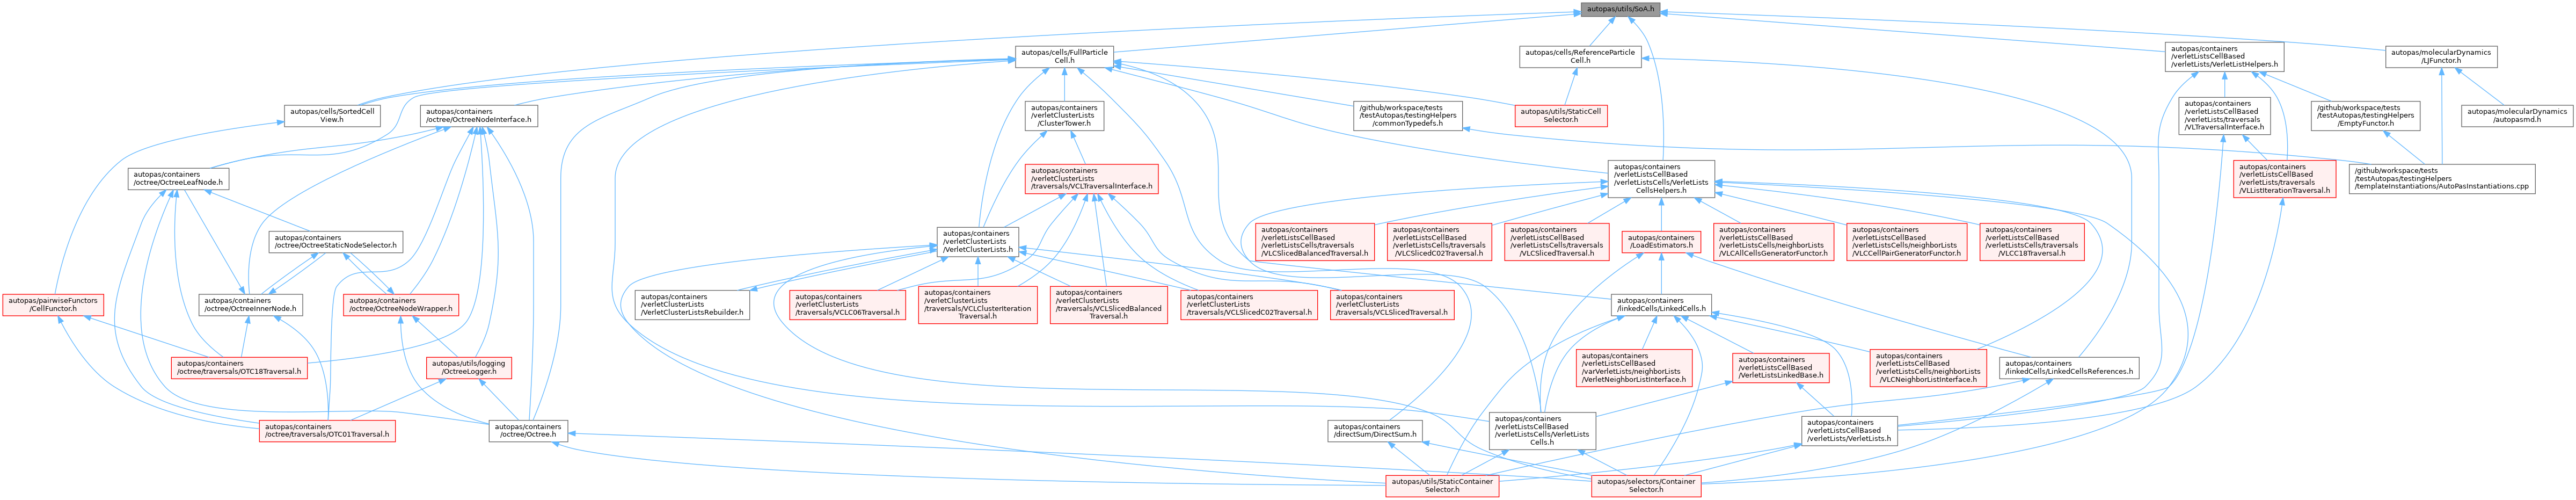 autopas/utils/SoA.h
autopas/cells/FullParticle
Cell.h
autopas/cells/ReferenceParticle
Cell.h
autopas/containers
/verletListsCellBased
/verletLists/VerletListHelpers.h
autopas/molecularDynamics
/LJFunctor.h
autopas/cells/SortedCell
View.h
autopas/containers
/octree/OctreeNodeInterface.h
autopas/containers
/verletClusterLists
/ClusterTower.h
/github/workspace/tests
/testAutopas/testingHelpers
/commonTypedefs.h
autopas/utils/StaticCell
Selector.h
autopas/containers
/verletListsCellBased
/verletLists/traversals
/VLTraversalInterface.h
/github/workspace/tests
/testAutopas/testingHelpers
/EmptyFunctor.h
autopas/molecularDynamics
/autopasmd.h
autopas/containers
/octree/OctreeLeafNode.h
autopas/containers
/verletClusterLists
/traversals/VCLTraversalInterface.h
autopas/containers
/verletListsCellBased
/verletListsCells/VerletLists
CellsHelpers.h
autopas/containers
/verletListsCellBased
/verletLists/traversals
/VLListIterationTraversal.h
/github/workspace/tests
/testAutopas/testingHelpers
/templateInstantiations/AutoPasInstantiations.cpp
autopas/containers
/octree/OctreeStaticNodeSelector.h
autopas/containers
/verletClusterLists
/VerletClusterLists.h
autopas/containers
/verletListsCellBased
/verletListsCells/traversals
/VLCSlicedBalancedTraversal.h
autopas/containers
/verletListsCellBased
/verletListsCells/traversals
/VLCSlicedC02Traversal.h
autopas/containers
/verletListsCellBased
/verletListsCells/traversals
/VLCSlicedTraversal.h
autopas/containers
/LoadEstimators.h
autopas/containers
/verletListsCellBased
/verletListsCells/neighborLists
/VLCAllCellsGeneratorFunctor.h
autopas/containers
/verletListsCellBased
/verletListsCells/neighborLists
/VLCCellPairGeneratorFunctor.h
autopas/containers
/verletListsCellBased
/verletListsCells/traversals
/VLCC18Traversal.h
autopas/pairwiseFunctors
/CellFunctor.h
autopas/containers
/octree/OctreeInnerNode.h
autopas/containers
/octree/OctreeNodeWrapper.h
autopas/containers
/verletClusterLists
/VerletClusterListsRebuilder.h
autopas/containers
/verletClusterLists
/traversals/VCLC06Traversal.h
autopas/containers
/verletClusterLists
/traversals/VCLClusterIteration
Traversal.h
autopas/containers
/verletClusterLists
/traversals/VCLSlicedBalanced
Traversal.h
autopas/containers
/verletClusterLists
/traversals/VCLSlicedC02Traversal.h
autopas/containers
/verletClusterLists
/traversals/VCLSlicedTraversal.h
autopas/containers
/linkedCells/LinkedCells.h
autopas/containers
/octree/traversals/OTC18Traversal.h
autopas/utils/logging
/OctreeLogger.h
autopas/containers
/verletListsCellBased
/varVerletLists/neighborLists
/VerletNeighborListInterface.h
autopas/containers
/verletListsCellBased
/VerletListsLinkedBase.h
autopas/containers
/verletListsCellBased
/verletListsCells/neighborLists
/VLCNeighborListInterface.h
autopas/containers
/linkedCells/LinkedCellsReferences.h
autopas/containers
/octree/traversals/OTC01Traversal.h
autopas/containers
/octree/Octree.h
autopas/containers
/directSum/DirectSum.h
autopas/containers
/verletListsCellBased
/verletListsCells/VerletLists
Cells.h
autopas/containers
/verletListsCellBased
/verletLists/VerletLists.h
autopas/utils/StaticContainer
Selector.h
autopas/selectors/Container
Selector.h